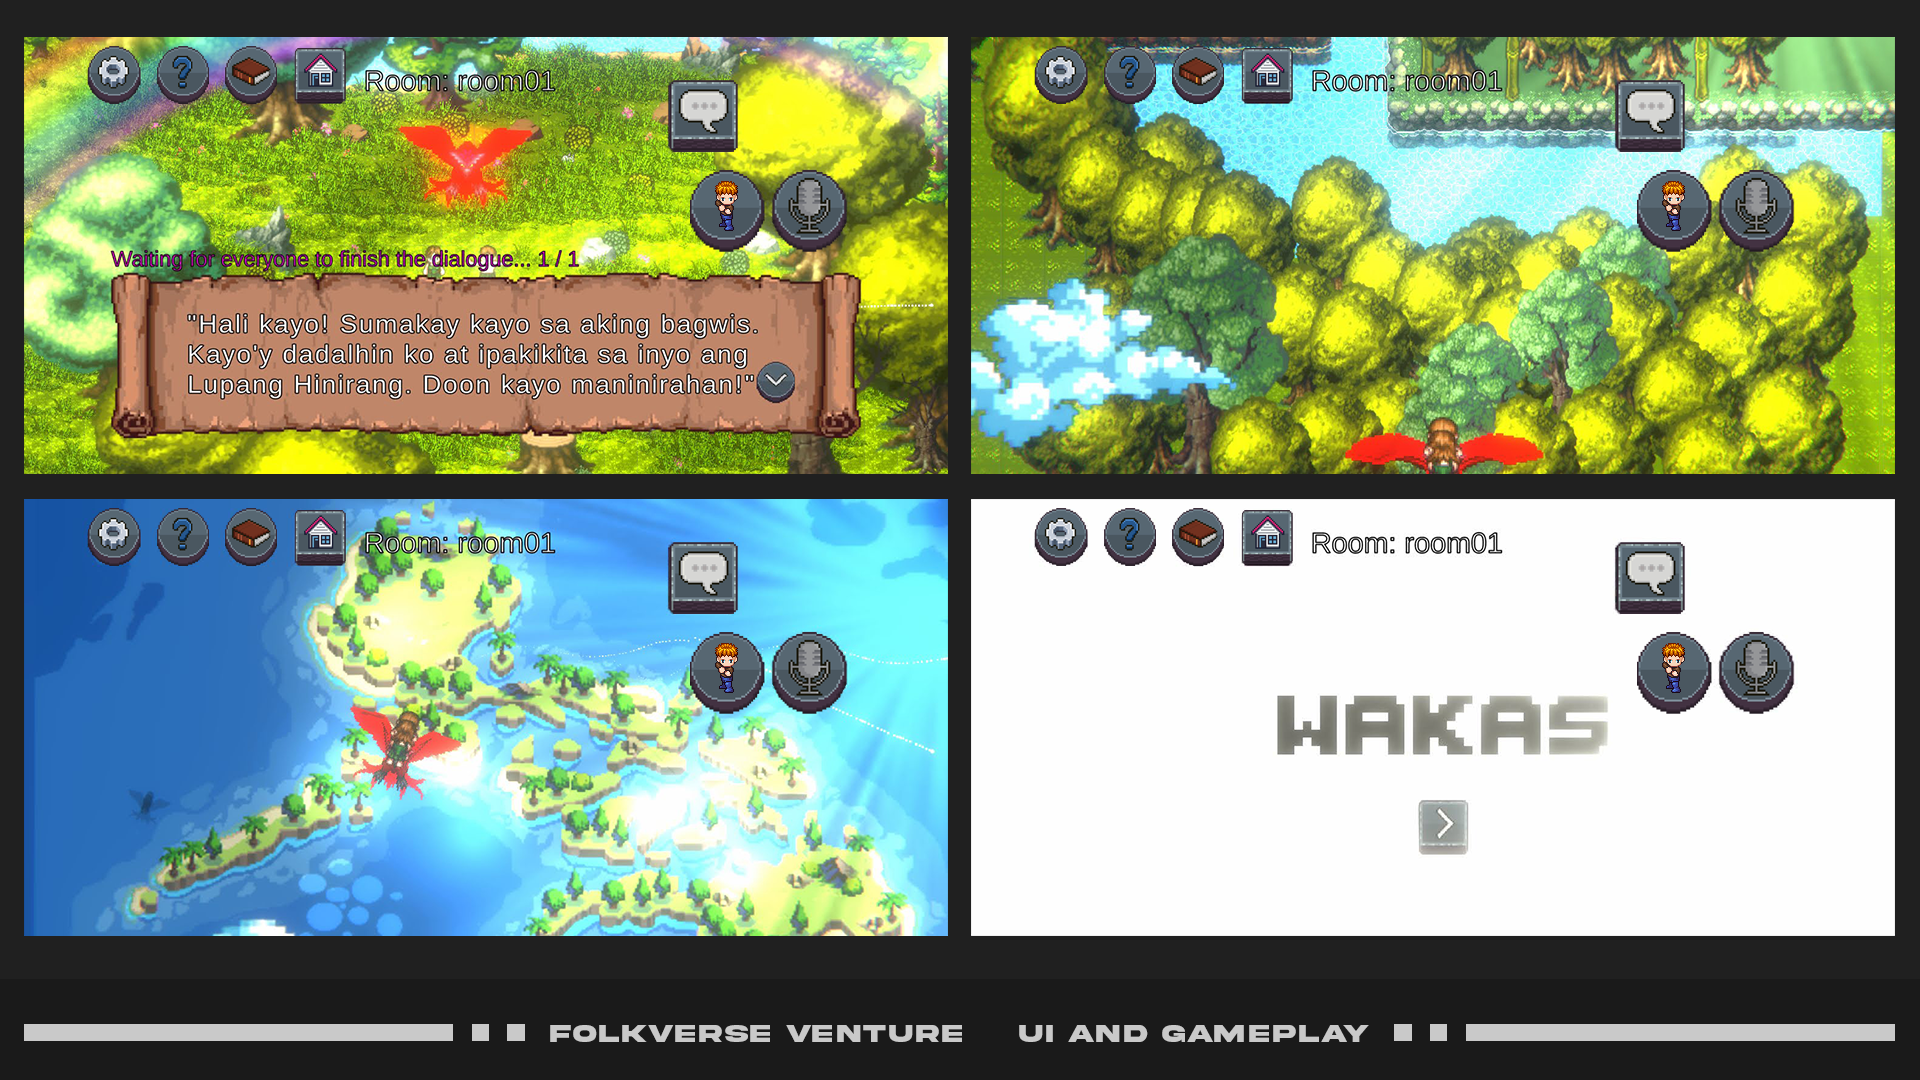 Room: room01
Waiting for everyone to finish the dialogue... 1 / 1
"Hali kayo! Sumakay kayo sa aking bagwis.
Kayo'y dadalhin ko at ipakikita sa inyo ang
Lupang Hinirang. Doon kayo maninirahan!"
Room: room01
Room: room01
Room: room01
WAKAS
FOLKVERSE VENTURE UI AND GAMEPLAY